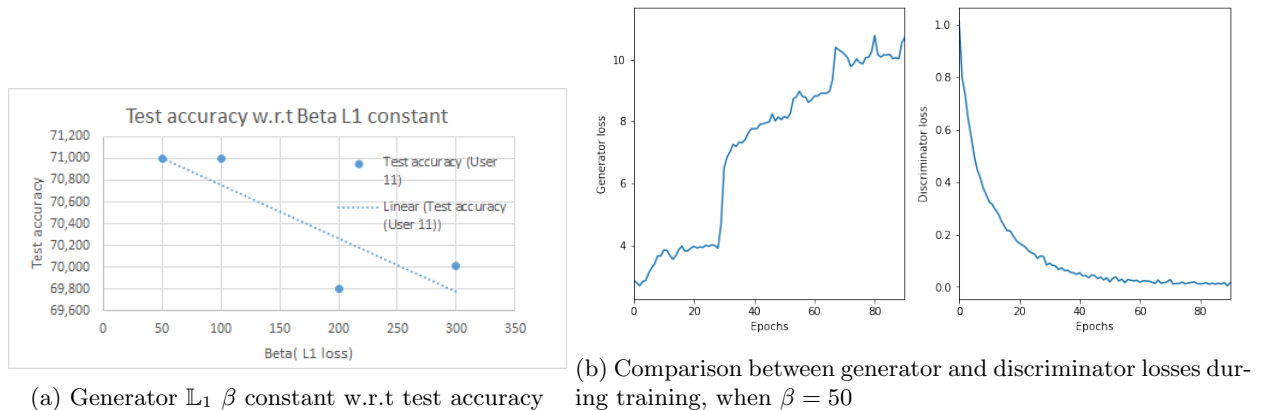 Test accuracy w.r.t Beta L1 constant
71,200
71,000
70,800
70,600
70,400
70,200
70,000
69,800
69,600
Test accuracy
0 50 100 150 200 250 300 350
Beta( L1 loss)
Test accuracy (User
11)
Linear (Test accuracy
(User 11))
(a) Generator 𝕃₁ β constant w.r.t test accuracy
10
8
6
4
Generator loss
0 20 40 60 80
Epochs
1.0
0.8
0.6
0.4
0.2
0.0
Discriminator loss
0 20 40 60 80
Epochs
(b) Comparison between generator and discriminator losses dur-
ing training, when β = 50